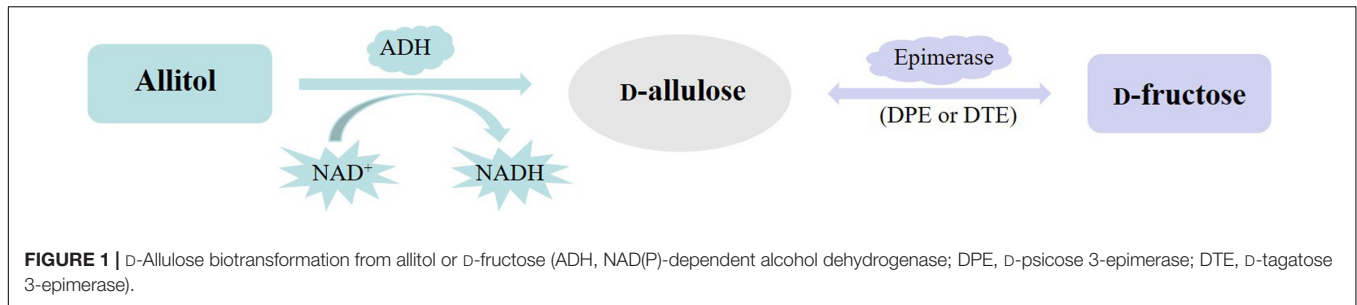 ADH
Epimerase
Allitol
D-allulose
D-fructose
(DPE or DTE)
NAD⁺
NADH
FIGURE 1 | D-Allulose biotransformation from allitol or D-fructose (ADH, NAD(P)-dependent alcohol dehydrogenase; DPE, D-psicose 3-epimerase; DTE, D-tagatose
3-epimerase).